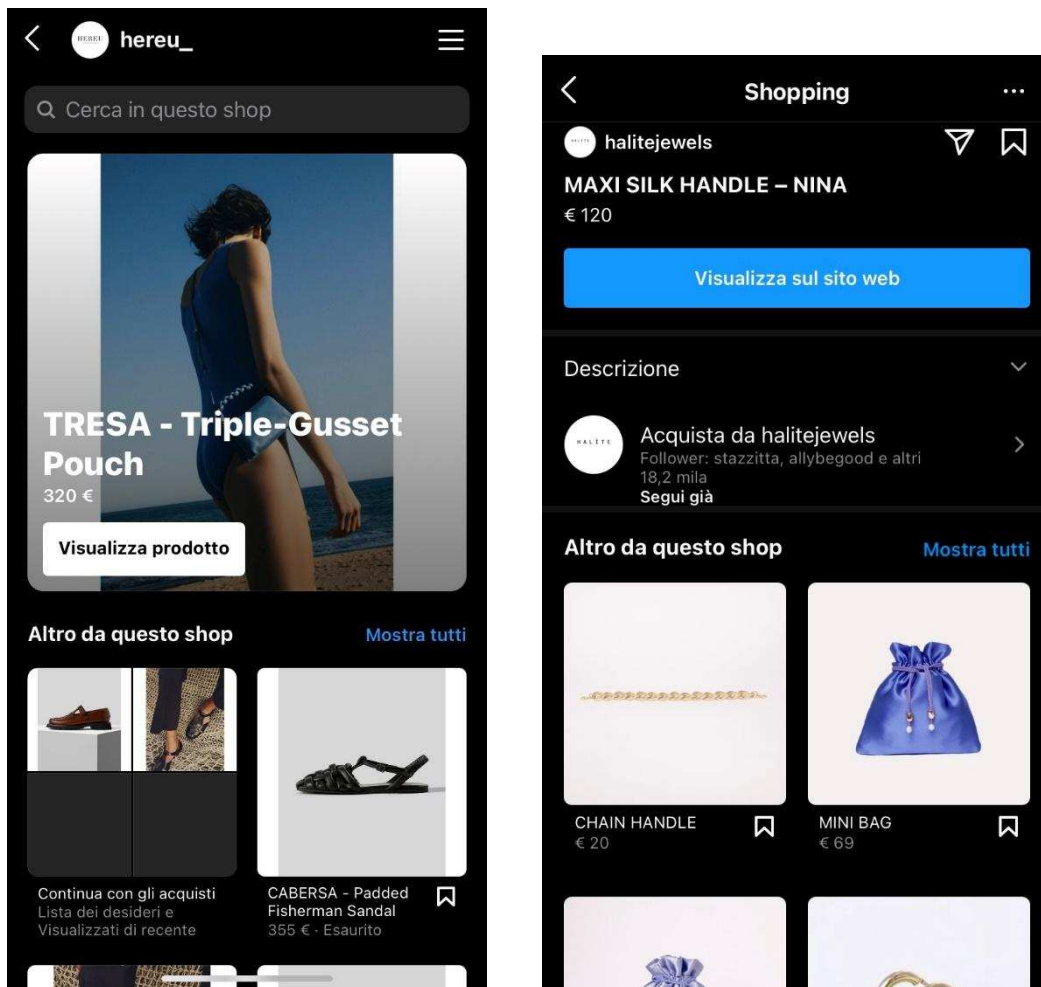 HEREU
hereu_
Cerca in questo shop
TRESA - Triple-Gusset
Pouch
320 €
Visualizza prodotto
Altro da questo shop
Mostra tutti
Continua con gli acquisti
Lista dei desideri e
Visualizzati di recente
CABERSA - Padded
Fisherman Sandal
355 € · Esaurito
Shopping
halitejewels
MAXI SILK HANDLE – NINA
€ 120
Visualizza sul sito web
Descrizione
HALÌTE
Acquista da halitejewels
Follower: stazzitta, allybegood e altri
18,2 mila
Segui già
Altro da questo shop
Mostra tutti
CHAIN HANDLE
€ 20
MINI BAG
€ 69